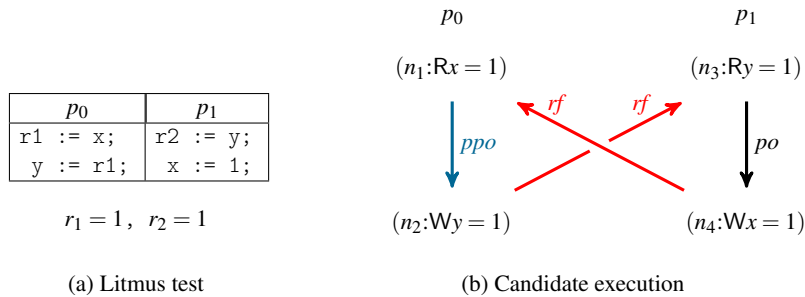 p0 p1
r1 := x; r2 := y;
y := r1; x := 1;
r1 = 1, r2 = 1
(a) Litmus test
p0 p1
(n1:Rx = 1) (n3:Ry = 1)
rf rf
ppo po
(n2:Wy = 1) (n4:Wx = 1)
(b) Candidate execution